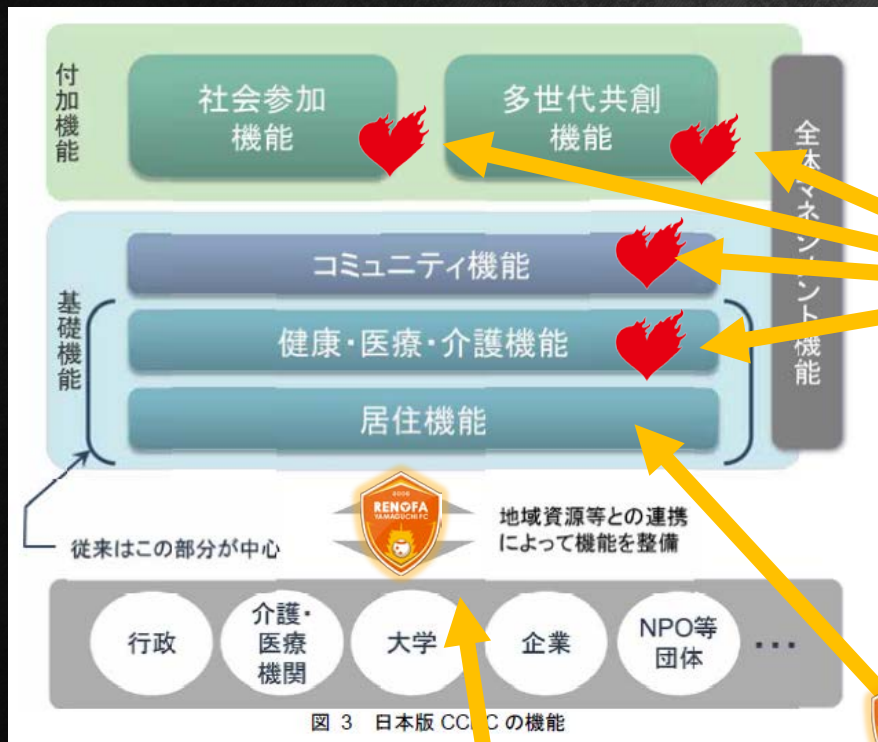 付加機能
社会参加
機能
多世代共創
機能
全体マネジメント機能
基礎機能
コミュニティ機能
健康・医療・介護機能
居住機能
従来はこの部分が中心
2006
RENOFA
YAMAGUCHI FC
地域資源等との連携
によって機能を整備
行政
介護・
医療
機関
大学
企業
NPO等
団体
・・・
図 3 日本版 CCRC の機能